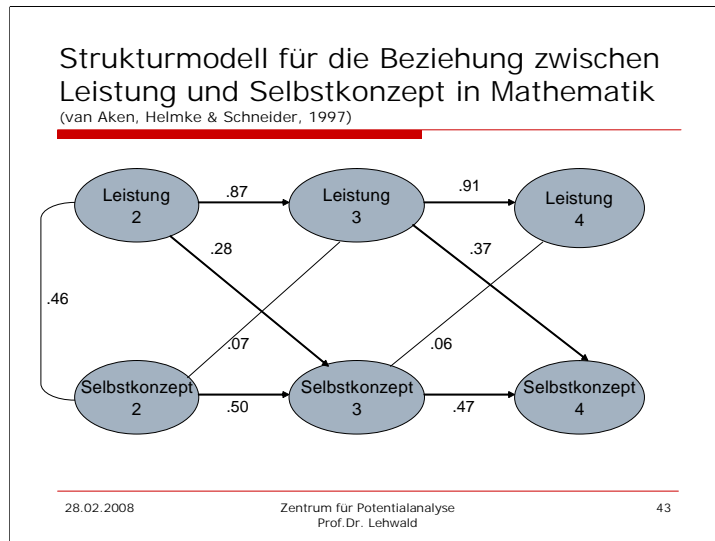 Strukturmodell für die Beziehung zwischen
Leistung und Selbstkonzept in Mathematik
(van Aken, Helmke & Schneider, 1997)
Leistung
2
.87
Leistung
3
.91
Leistung
4
.28
.37
.46
.07
.06
Selbstkonzept
2
.50
Selbstkonzept
3
.47
Selbstkonzept
4
28.02.2008
Zentrum für Potentialanalyse
Prof.Dr. Lehwald
43